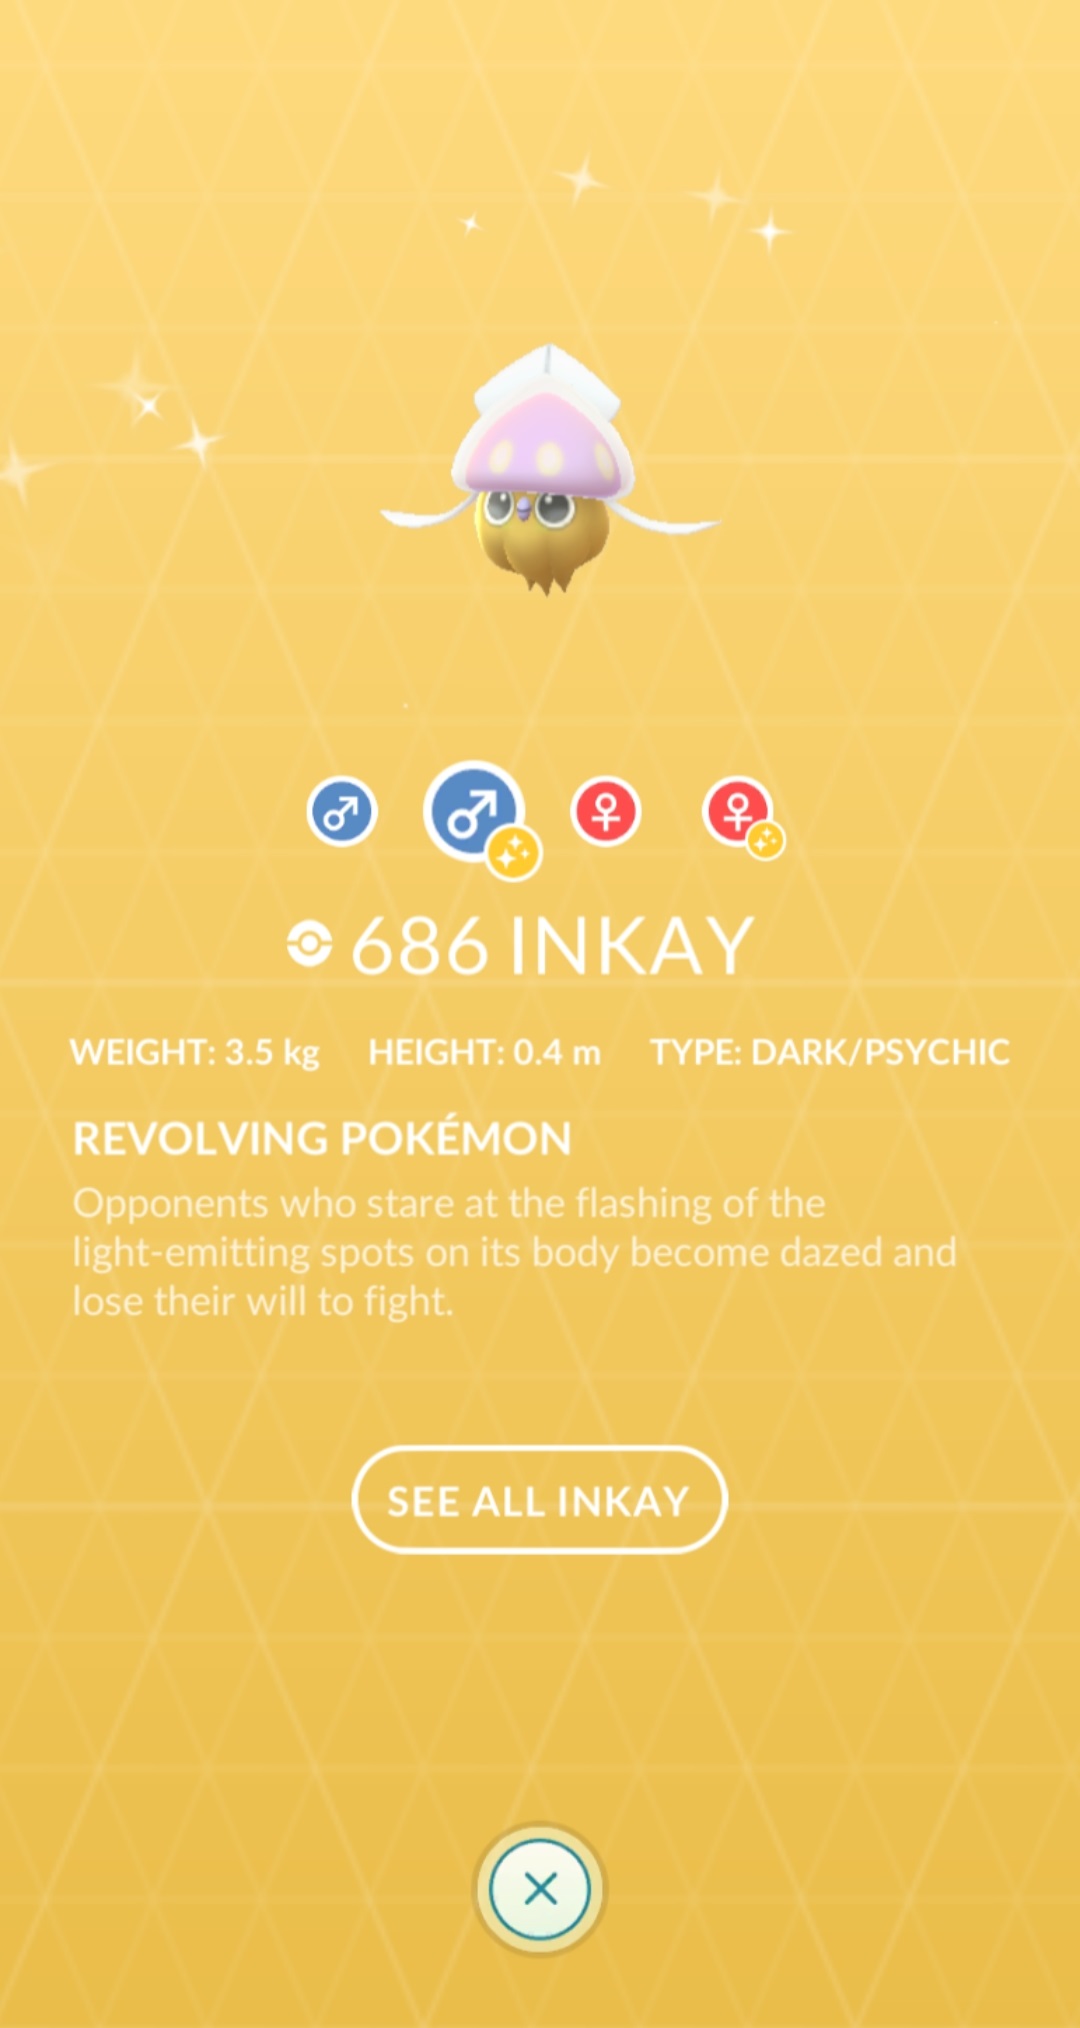 686 INKAY
WEIGHT: 3.5 kg HEIGHT: 0.4 m TYPE: DARK/PSYCHIC
REVOLVING POKÉMON
Opponents who stare at the flashing of the
light-emitting spots on its body become dazed and
lose their will to fight.
SEE ALL INKAY